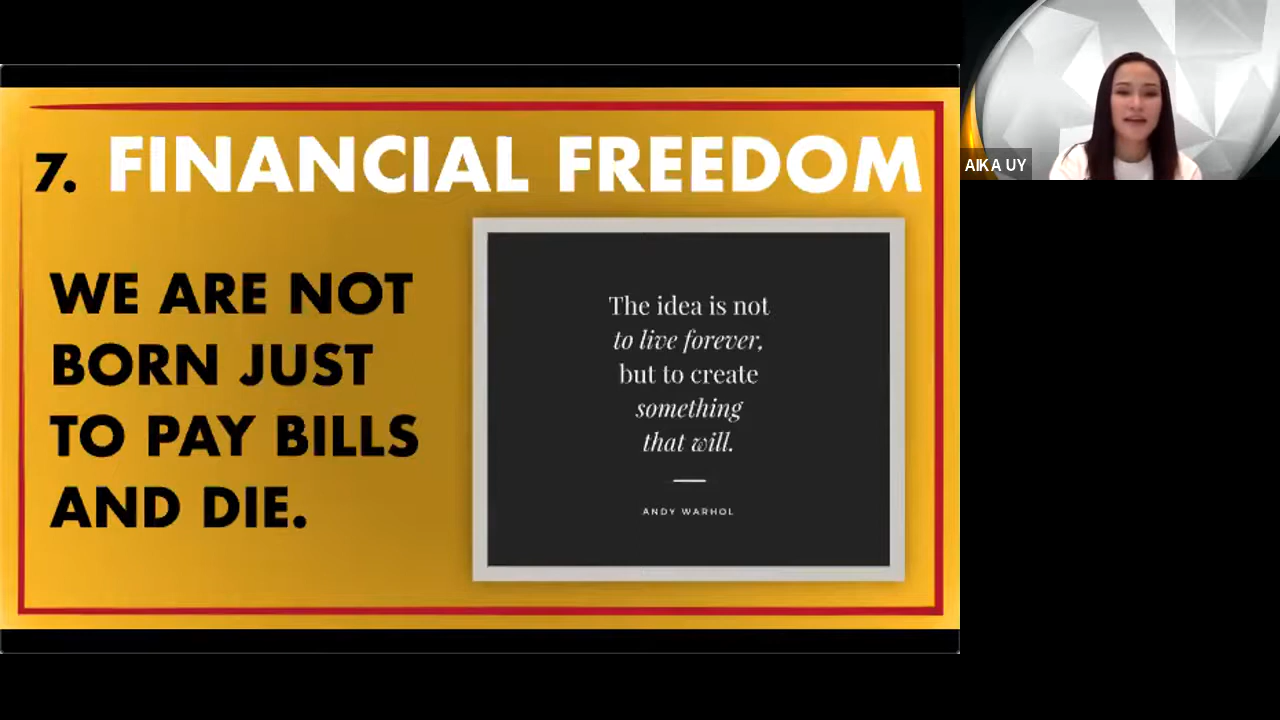 7. FINANCIAL FREEDOM
WE ARE NOT
BORN JUST
TO PAY BILLS
AND DIE.
The idea is not
to live forever,
but to create
something
that will.
ANDY WARHOL
AIKA UY